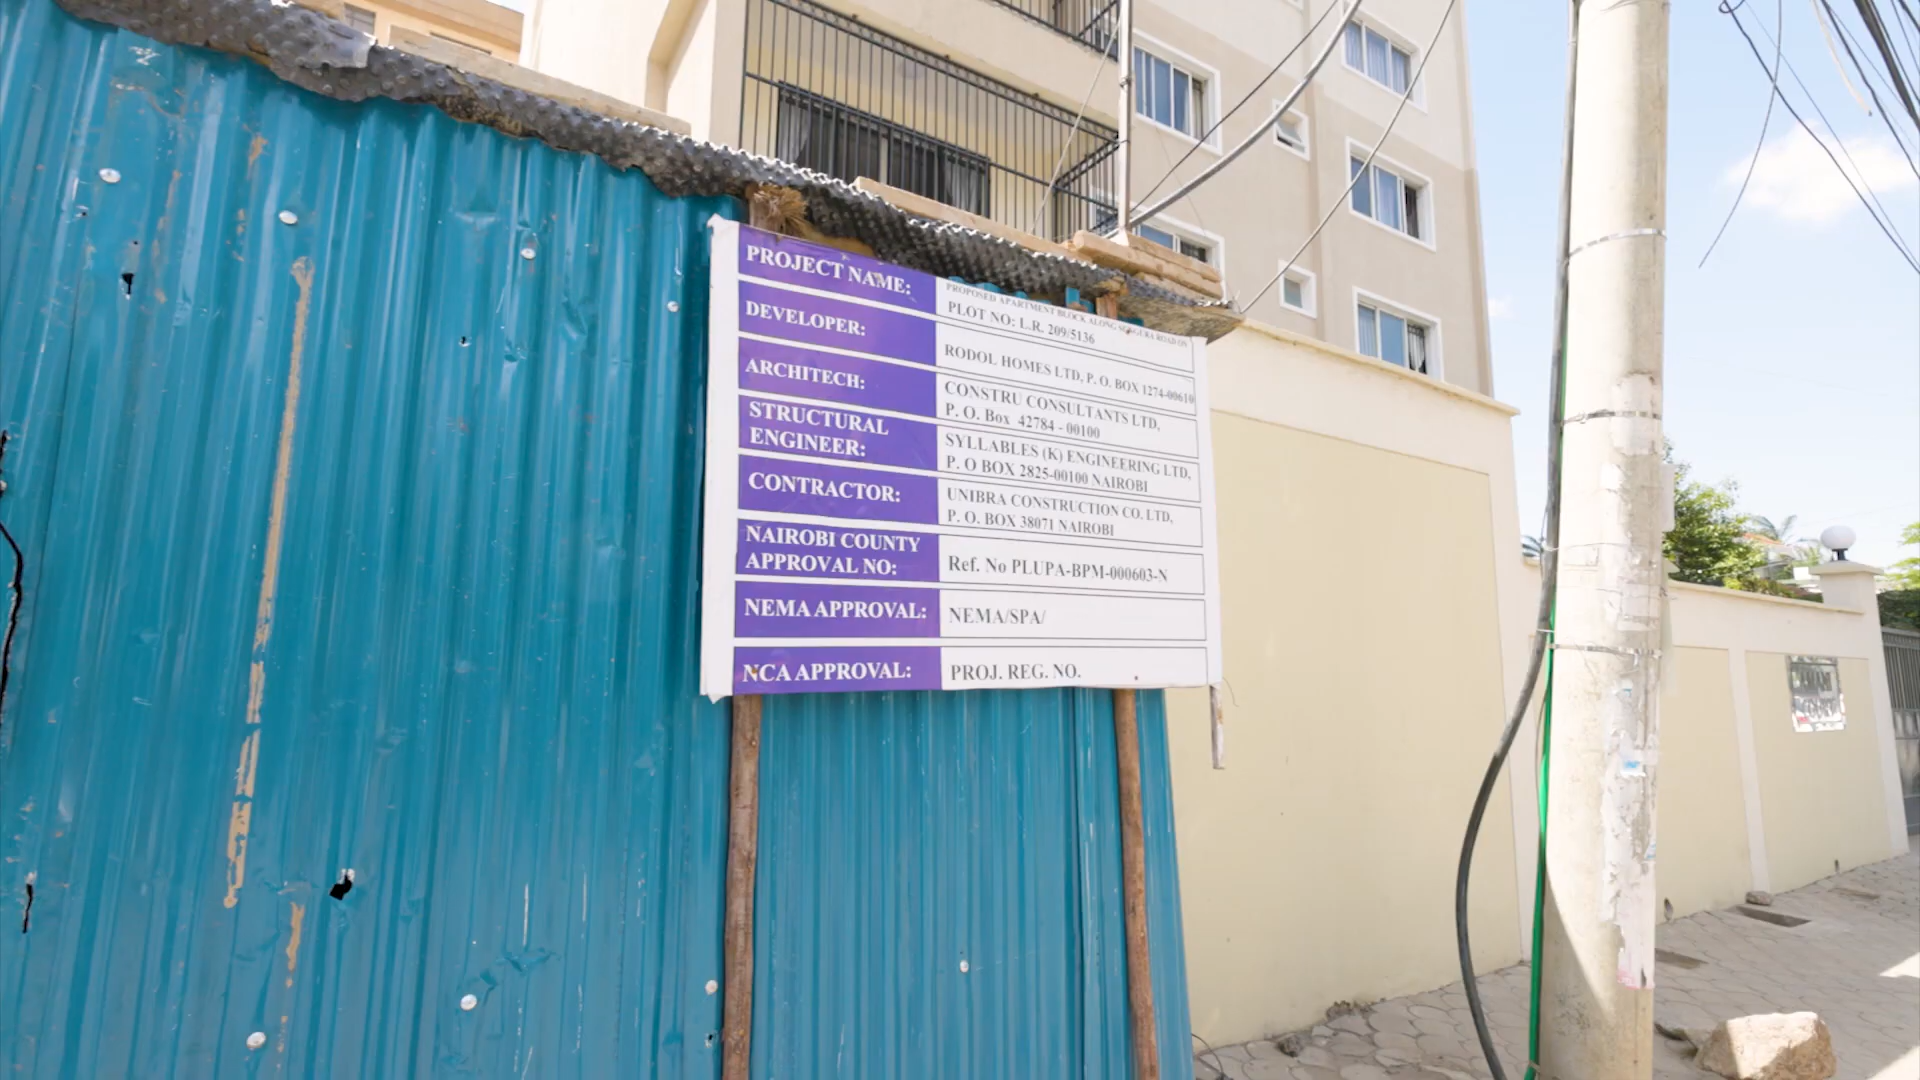 PROJECT NAME:
PROPOSED APARTMENT BLOCK ALONG ROAD ON
PLOT NO: L.R. 209/5136
DEVELOPER:
RODOL HOMES LTD, P. O. BOX 1274-00610
ARCHITECH:
CONSTRU CONSULTANTS LTD,
P. O. Box 42784 - 00100
STRUCTURAL
ENGINEER:
SYLLABLES (K) ENGINEERING LTD,
P. O BOX 2825-00100 NAIROBI
CONTRACTOR:
UNIBRA CONSTRUCTION CO. LTD,
P. O. BOX 38071 NAIROBI
NAIROBI COUNTY
APPROVAL NO:
Ref. No PLUPA-BPM-000603-N
NEMA APPROVAL:
NEMA/SPA/
NCA APPROVAL:
PROJ. REG. NO.